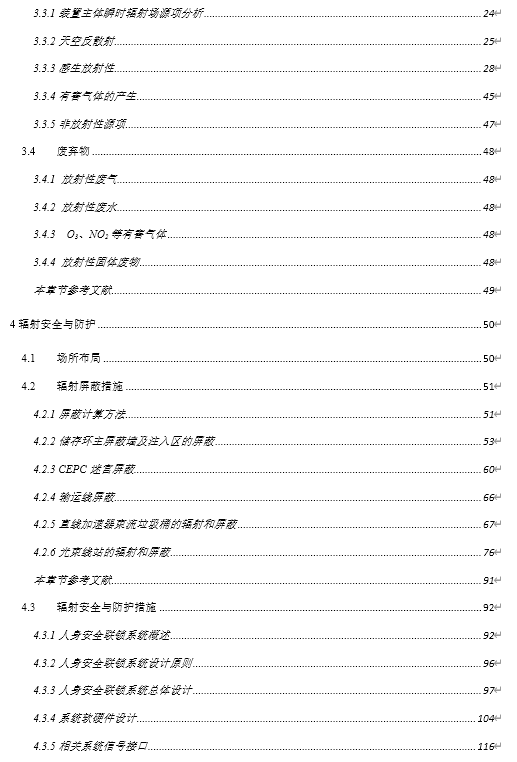 3.3.1 装置主体瞬时辐射场源项分析 24
3.3.2 天空反散射 25
3.3.3 感生放射性 28
3.3.4 有害气体的产生 45
3.3.5 非放射性源项 47
3.4 废弃物 48
3.4.1 放射性废气 48
3.4.2 放射性废水 48
3.4.3 O₃、NO₂ 等有害气体 48
3.4.4 放射性固体废物 48
本章节参考文献 49
4 辐射安全与防护 50
4.1 场所布局 50
4.2 辐射屏蔽措施 51
4.2.1 屏蔽计算方法 51
4.2.2 储存环主屏蔽墙及注入区的屏蔽 53
4.2.3 CEPC 迷宫屏蔽 60
4.2.4 输运线屏蔽 66
4.2.5 直线加速器束流垃圾桶的辐射和屏蔽 67
4.2.6 光束线站的辐射和屏蔽 76
本章节参考文献 91
4.3 辐射安全与防护措施 92
4.3.1 人身安全联锁系统概述 92
4.3.2 人身安全联锁系统设计原则 96
4.3.3 人身安全联锁系统总体设计 97
4.3.4 系统软硬件设计 104
4.3.5 相关系统信号接口 116